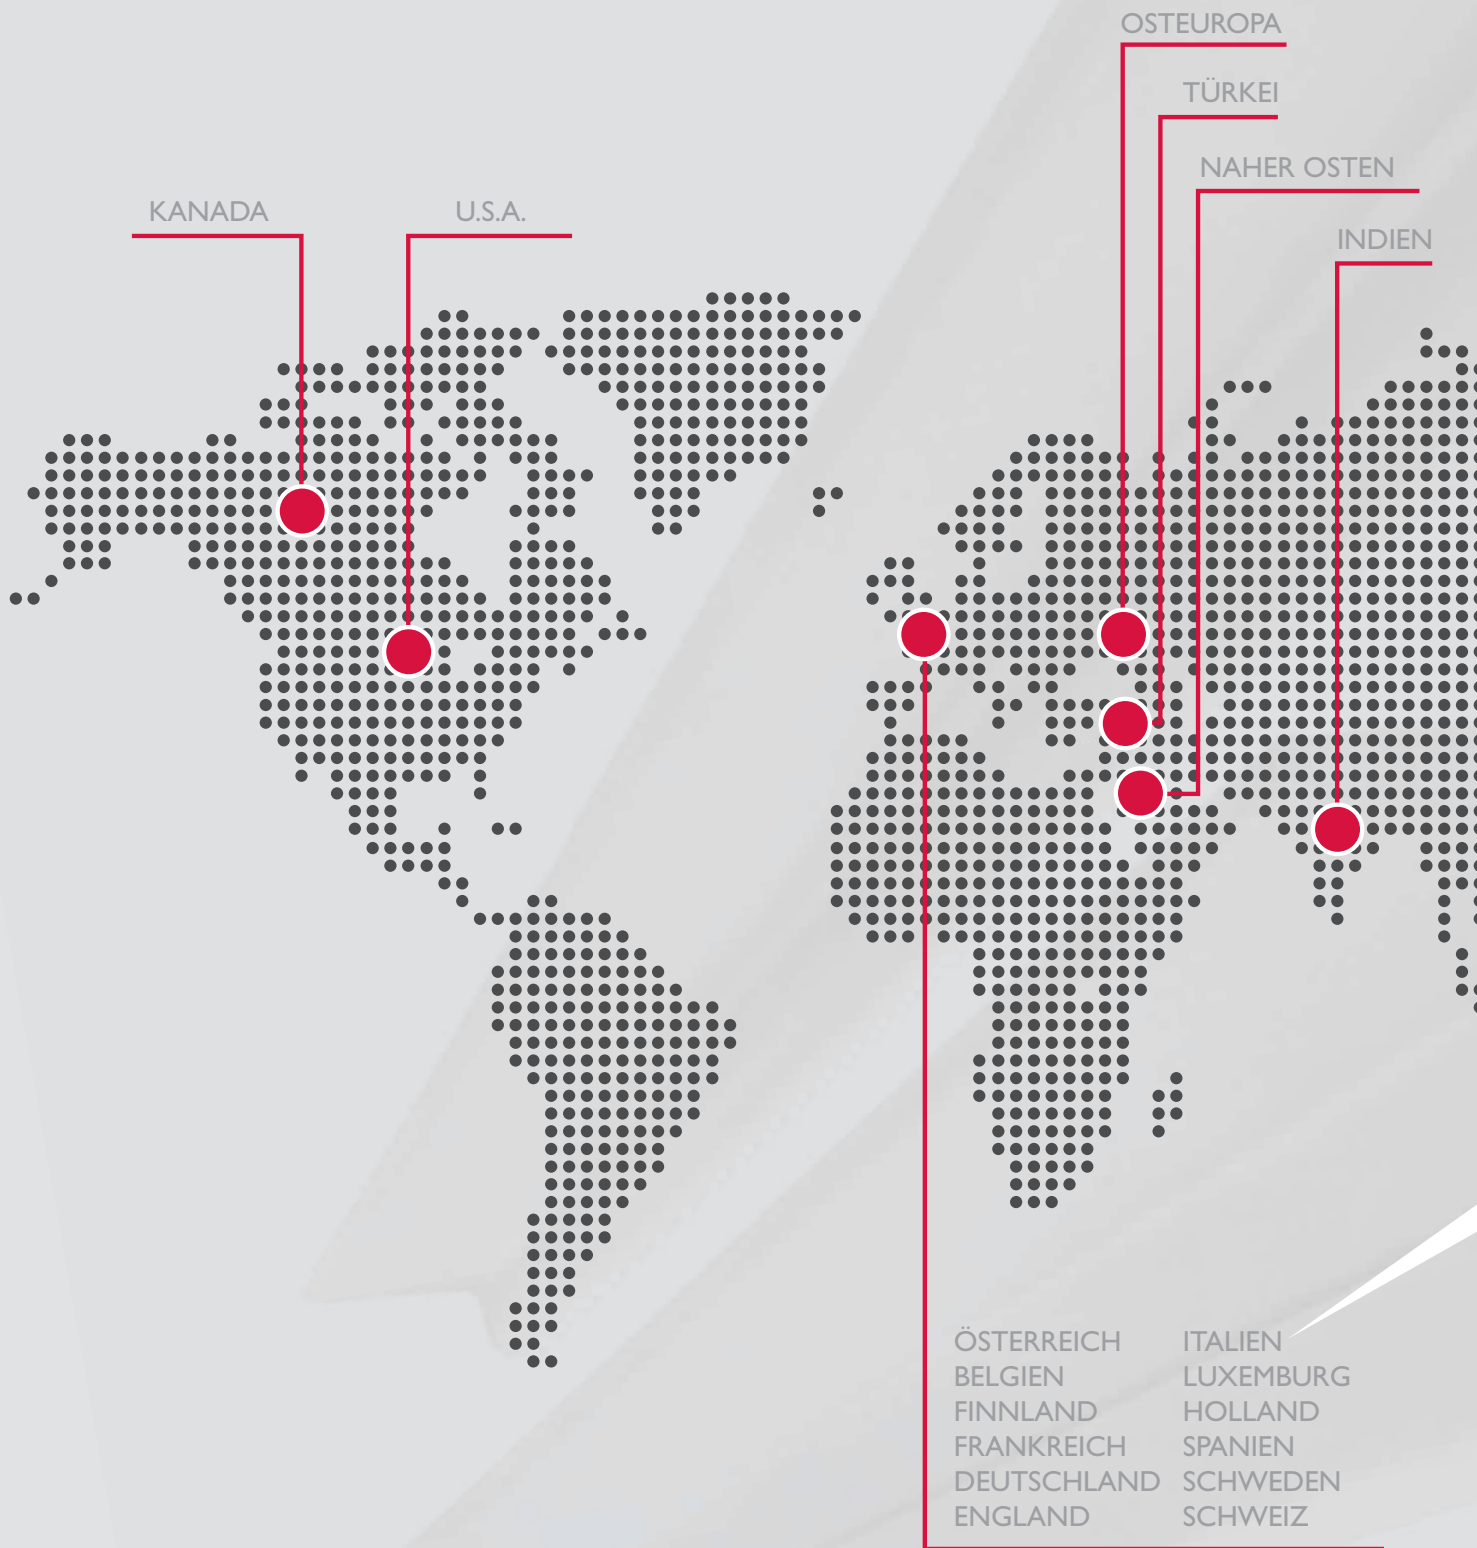 OSTEUROPA
TÜRKEI
NAHER OSTEN
KANADA
U.S.A.
INDIEN
ÖSTERREICH
BELGIEN
FINNLAND
FRANKREICH
DEUTSCHLAND
ENGLAND
ITALIEN
LUXEMBURG
HOLLAND
SPANIEN
SCHWEDEN
SCHWEIZ